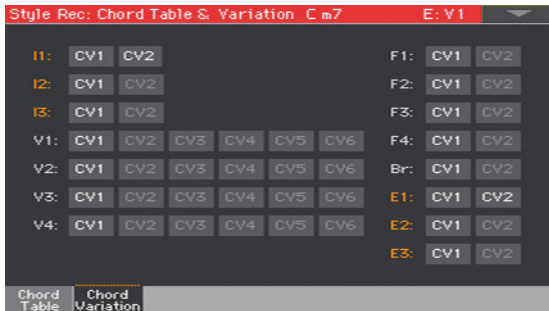 Style Rec: Chord Table & Variation C m7 E: V1
I1: CV1 CV2 F1: CV1 CV2
I2: CV1 CV2 F2: CV1 CV2
I3: CV1 CV2 F3: CV1 CV2
V1: CV1 CV2 CV3 CV4 CV5 CV6 F4: CV1 CV2
V2: CV1 CV2 CV3 CV4 CV5 CV6 Br: CV1 CV2
V3: CV1 CV2 CV3 CV4 CV5 CV6 E1: CV1 CV2
V4: CV1 CV2 CV3 CV4 CV5 CV6 E2: CV1 CV2
E3: CV1 CV2
Chord Table Chord Variation